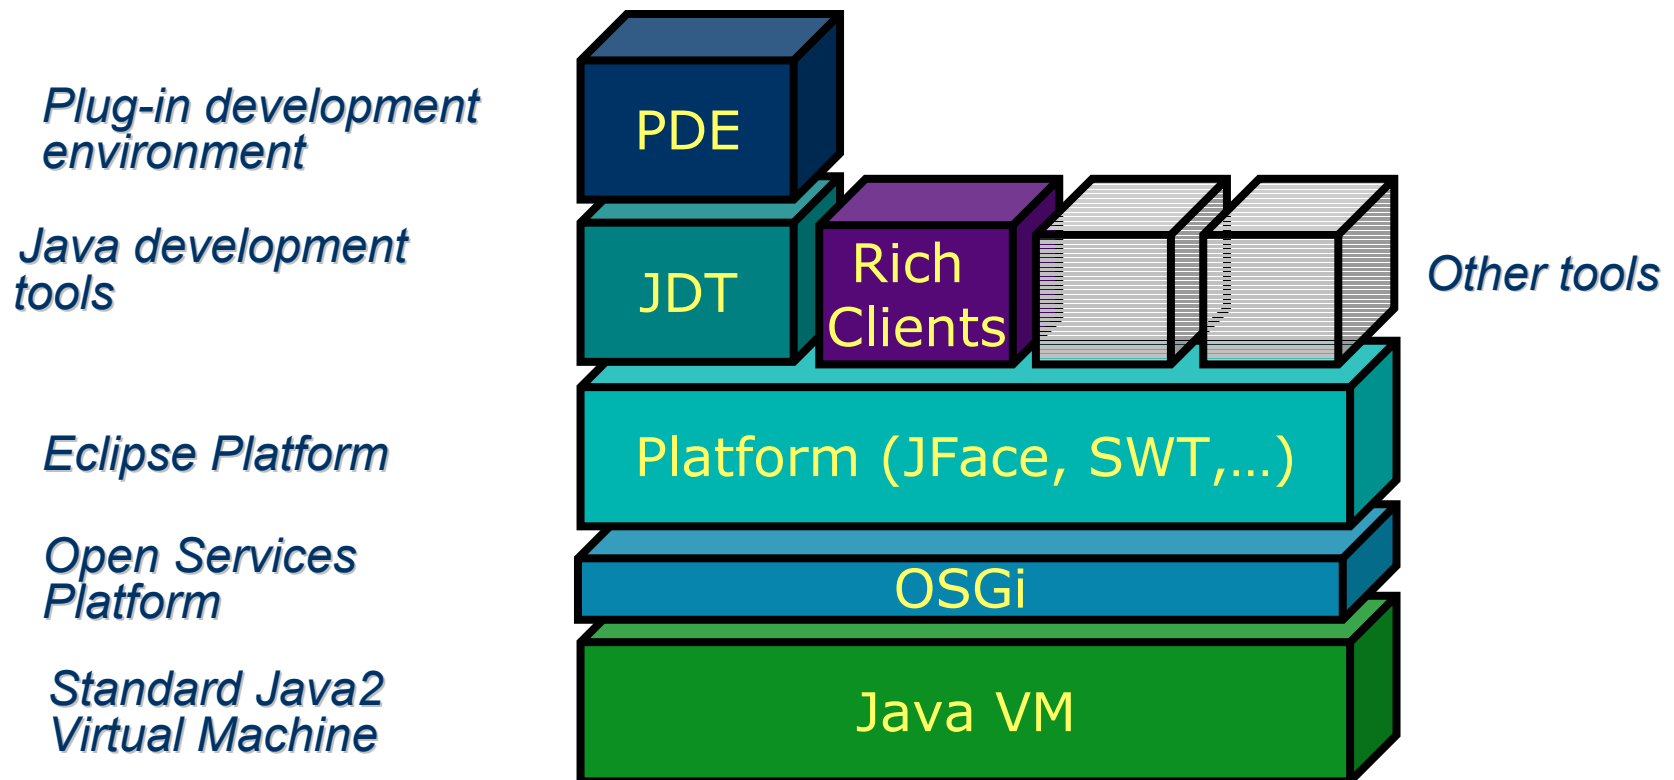 Plug-in development
environment
PDE
Java development
tools
JDT
Rich
Clients
Other tools
Eclipse Platform
Platform (JFace, SWT,...)
Open Services
Platform
OSGi
Standard Java2
Virtual Machine
Java VM